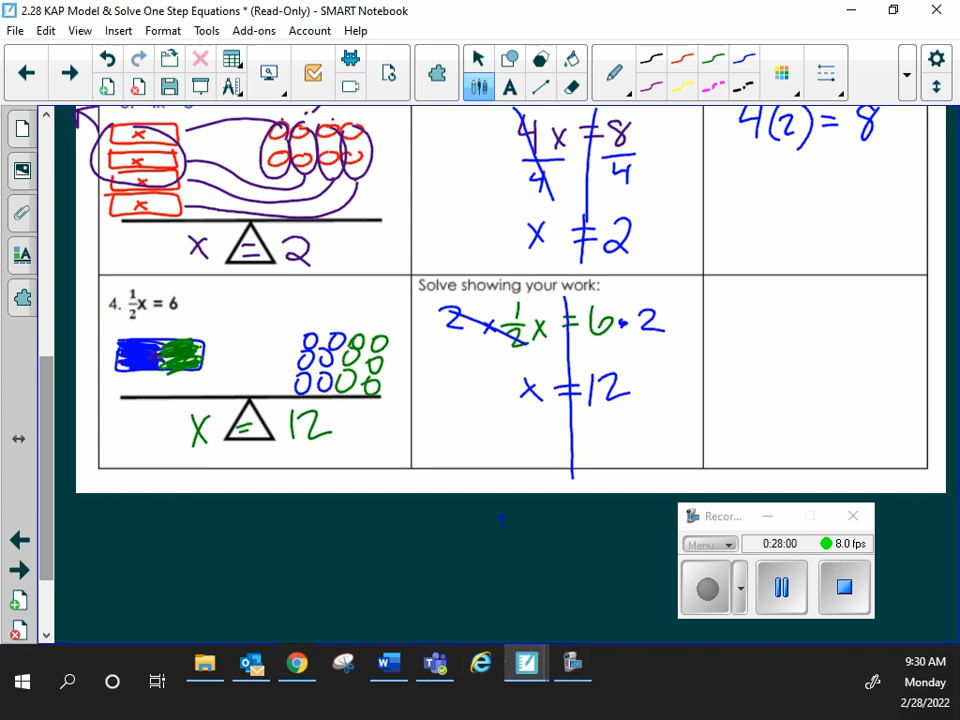 2.28 KAP Model & Solve One Step Equations * (Read-Only) - SMART Notebook
File Edit View Insert Format Tools Add-ons Account Help
x
x
x
x
x = 2
4x = 8
4 4
x = 2
4(2) = 8
4. 1/2x = 6
x = 12
Solve showing your work:
2 x 1/2x = 6 • 2
x = 12
Recor...
Menu
0:28:00
8.0 fps
9:30 AM
Monday
2/28/2022